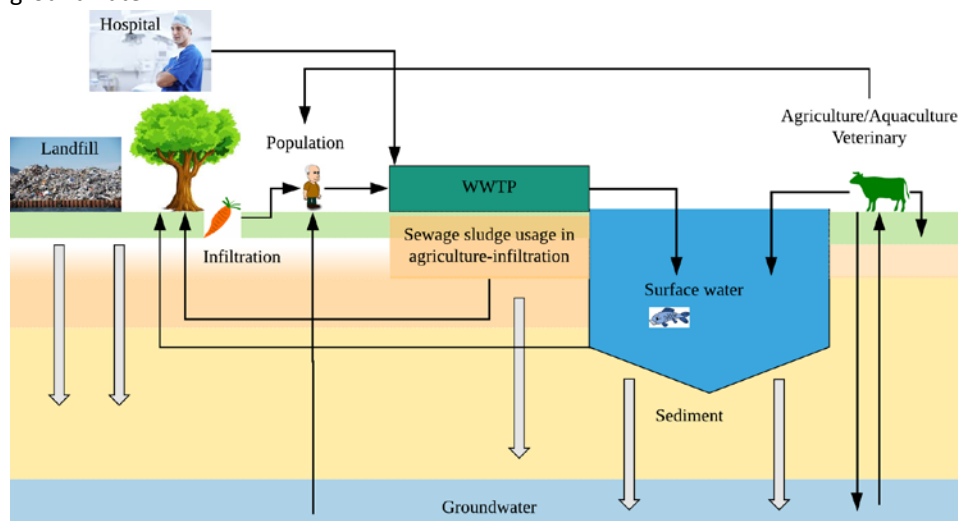 Hospital
Agriculture/Aquaculture
Veterinary
Population
Landfill
WWTP
Sewage sludge usage in
agriculture-infiltration
Infiltration
Surface water
Sediment
Groundwater